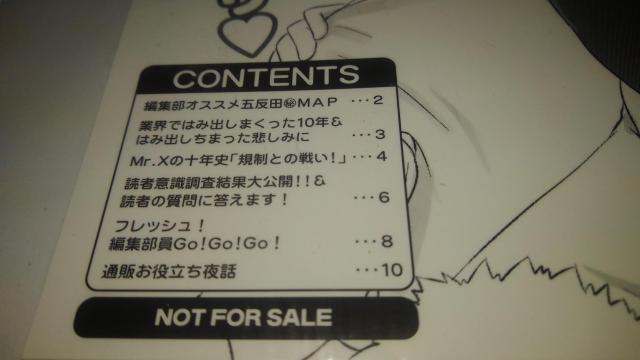 CONTENTS
編集部オススメ五反田㊙MAP …2
業界ではみ出しまくった10年&
はみ出しちまった悲しみに …3
Mr.Xの十年史「規制との戦い!」…4
読者意識調査結果大公開!!&
読者の質問に答えます! …6
フレッシュ!
編集部員Go!Go!Go! …8
通販お役立ち夜話 …10
NOT FOR SALE